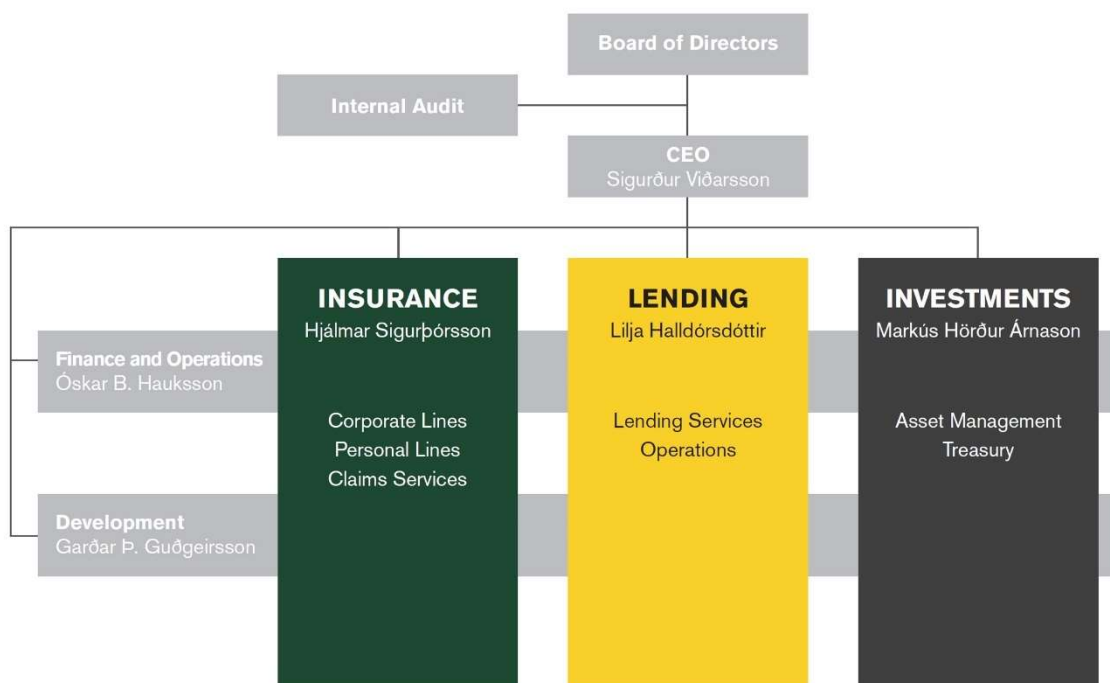 Board of Directors
Internal Audit
CEO
Sigurður Viðarsson
INSURANCE
Hjálmar Sigurþórsson
LENDING
Lilja Halldórsdóttir
INVESTMENTS
Markús Hörður Árnason
Finance and Operations
Óskar B. Hauksson
Corporate Lines
Personal Lines
Claims Services
Lending Services
Operations
Asset Management
Treasury
Development
Garðar Þ. Guðgeirsson